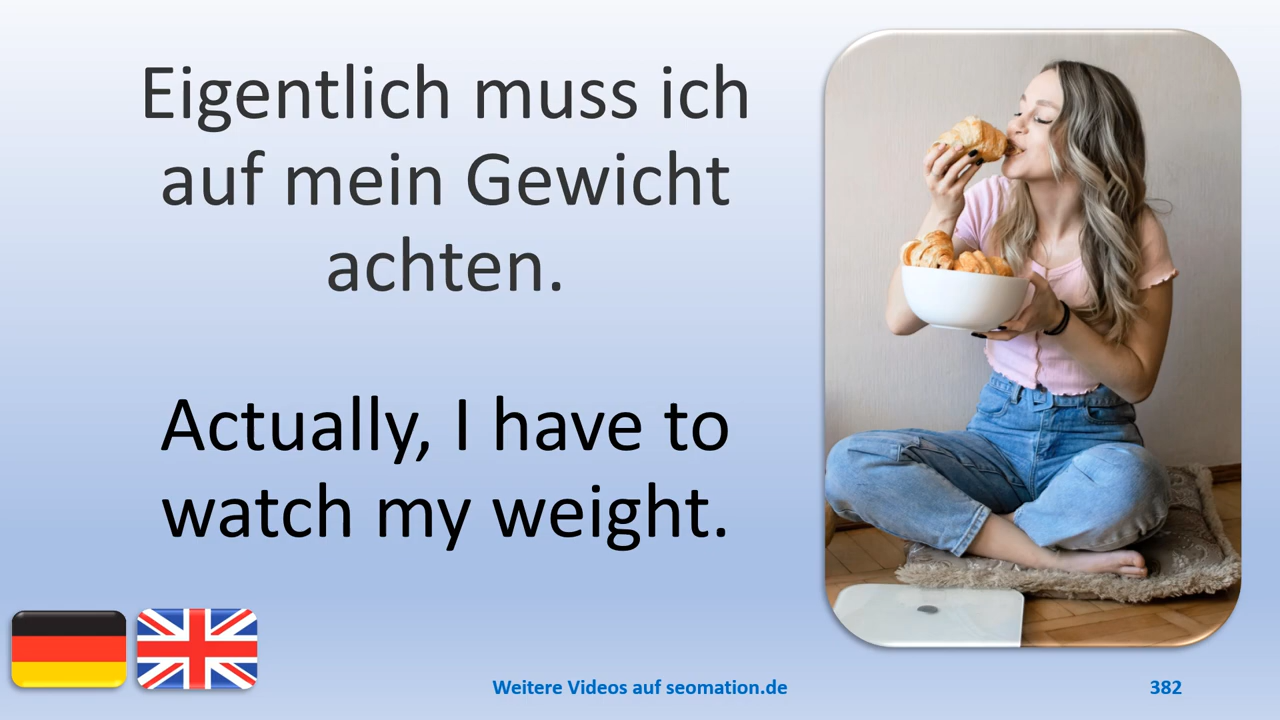 Eigentlich muss ich
auf mein Gewicht
achten.
Actually, I have to
watch my weight.
Weitere Videos auf seomation.de
382